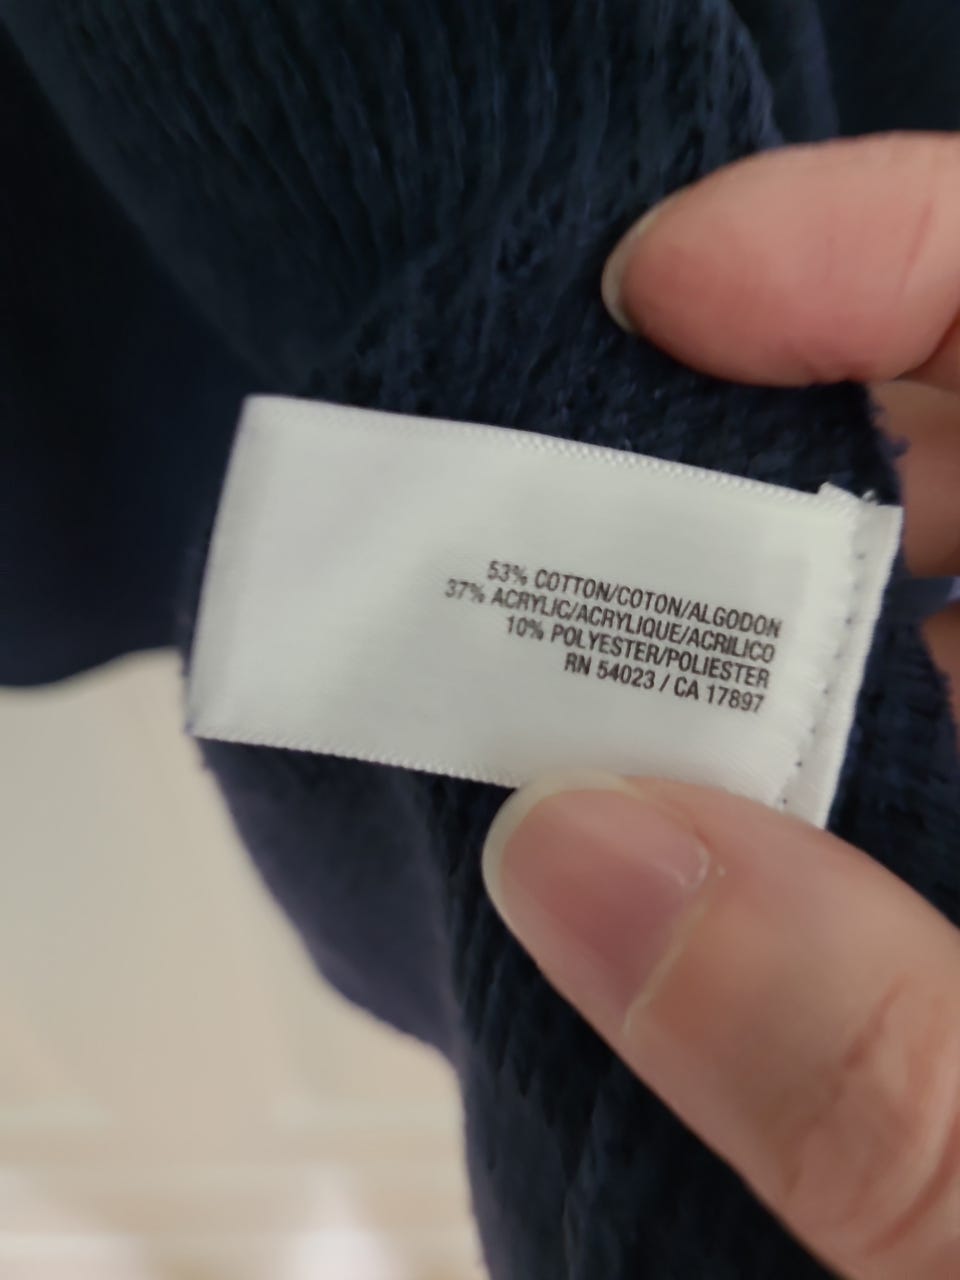 53% COTTON/COTON/ALGODON
37% ACRYLIC/ACRYLIQUE/ACRILICO
10% POLYESTER/POLIESTER
RN 54023 / CA 17897